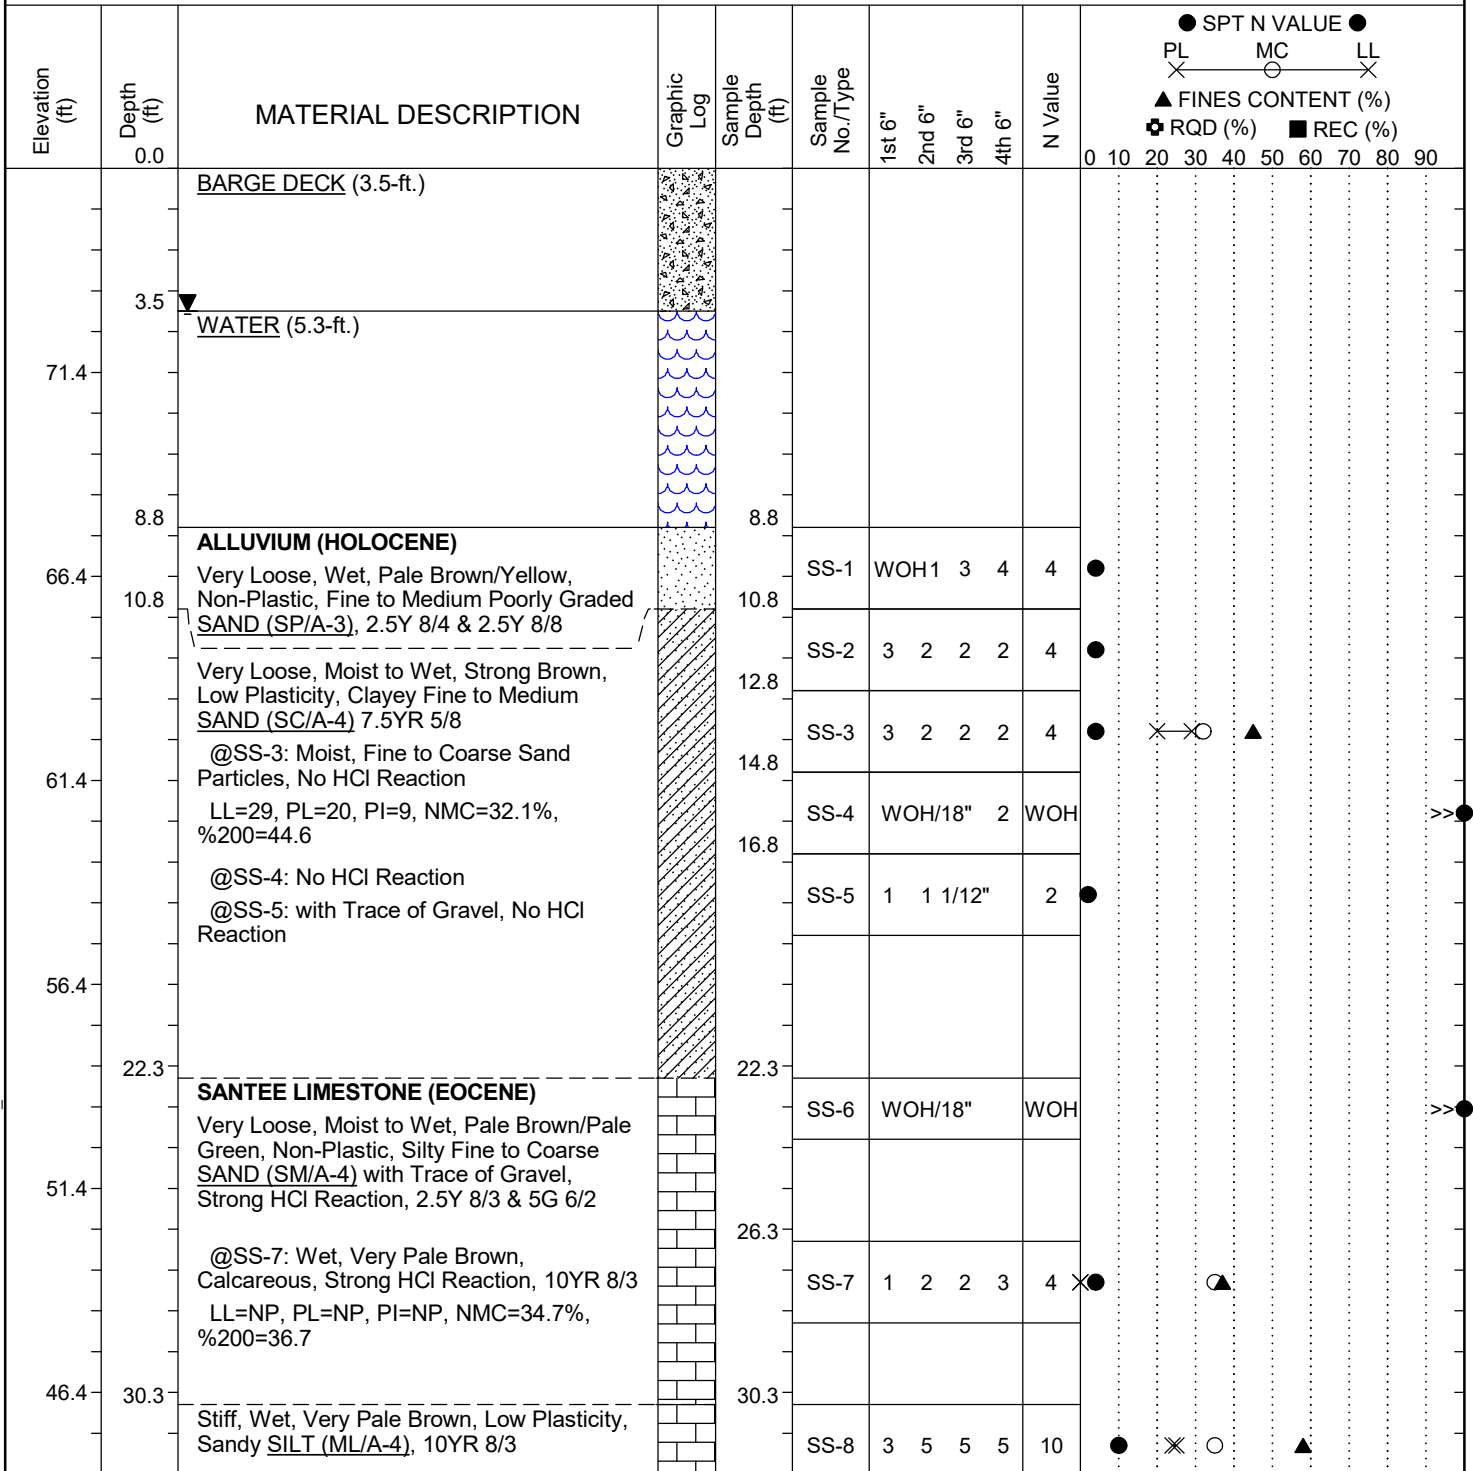 ● SPT N VALUE ●
PL MC LL
▲ FINES CONTENT (%)
RQD (%) ■ REC (%)
0 10 20 30 40 50 60 70 80 90
Elevation (ft)
Depth (ft)
0.0
MATERIAL DESCRIPTION
Graphic Log
Sample Depth (ft)
Sample No./Type
1st 6"
2nd 6"
3rd 6"
4th 6"
N Value
BARGE DECK (3.5-ft.)
3.5
WATER (5.3-ft.)
71.4
8.8 8.8
ALLUVIUM (HOLOCENE)
Very Loose, Wet, Pale Brown/Yellow,
66.4 SS-1 WOH 1 3 4 4
10.8 Non-Plastic, Fine to Medium Poorly Graded 10.8
SAND (SP/A-3), 2.5Y 8/4 & 2.5Y 8/8
SS-2 3 2 2 2 4
Very Loose, Moist to Wet, Strong Brown,
Low Plasticity, Clayey Fine to Medium 12.8
SAND (SC/A-4) 7.5YR 5/8
SS-3 3 2 2 2 4
@SS-3: Moist, Fine to Coarse Sand
14.8
61.4 Particles, No HCl Reaction
LL=29, PL=20, PI=9, NMC=32.1%, SS-4 WOH/18" 2 WOH >>
%200=44.6 16.8
@SS-4: No HCl Reaction
SS-5 1 1 1/12" 2
@SS-5: with Trace of Gravel, No HCl
Reaction
56.4
22.3 22.3
SANTEE LIMESTONE (EOCENE)
SS-6 WOH/18" WOH >>
Very Loose, Moist to Wet, Pale Brown/Pale
Green, Non-Plastic, Silty Fine to Coarse
SAND (SM/A-4) with Trace of Gravel,
51.4 Strong HCl Reaction, 2.5Y 8/3 & 5G 6/2
26.3
@SS-7: Wet, Very Pale Brown,
Calcareous, Strong HCl Reaction, 10YR 8/3 SS-7 1 2 2 3 4
LL=NP, PL=NP, PI=NP, NMC=34.7%,
%200=36.7
46.4 30.3 30.3
Stiff, Wet, Very Pale Brown, Low Plasticity,
Sandy SILT (ML/A-4), 10YR 8/3 SS-8 3 5 5 5 10